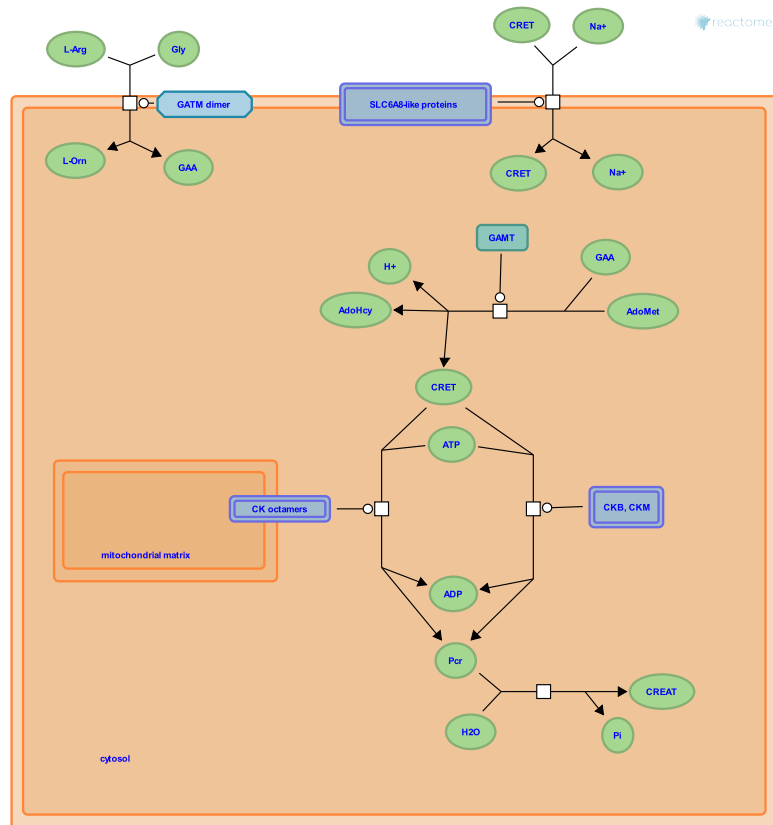 reactome
CRET
Na+
L-Arg
Gly
GATM dimer
SLC6A8-like proteins
L-Orn
GAA
CRET
Na+
GAMT
GAA
H+
AdoHcy
AdoMet
CRET
ATP
CK octamers
CKB, CKM
mitochondrial matrix
ADP
Pcr
CREAT
H2O
Pi
cytosol